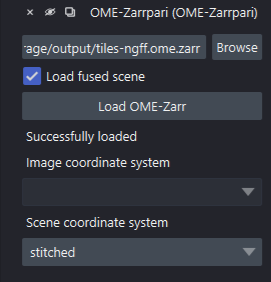 OME-Zarrpari (OME-Zarrpari)
rage/output/tiles-ngff.ome.zarr Browse
Load fused scene
Load OME-Zarr
Successfully loaded
Image coordinate system
Scene coordinate system
stitched